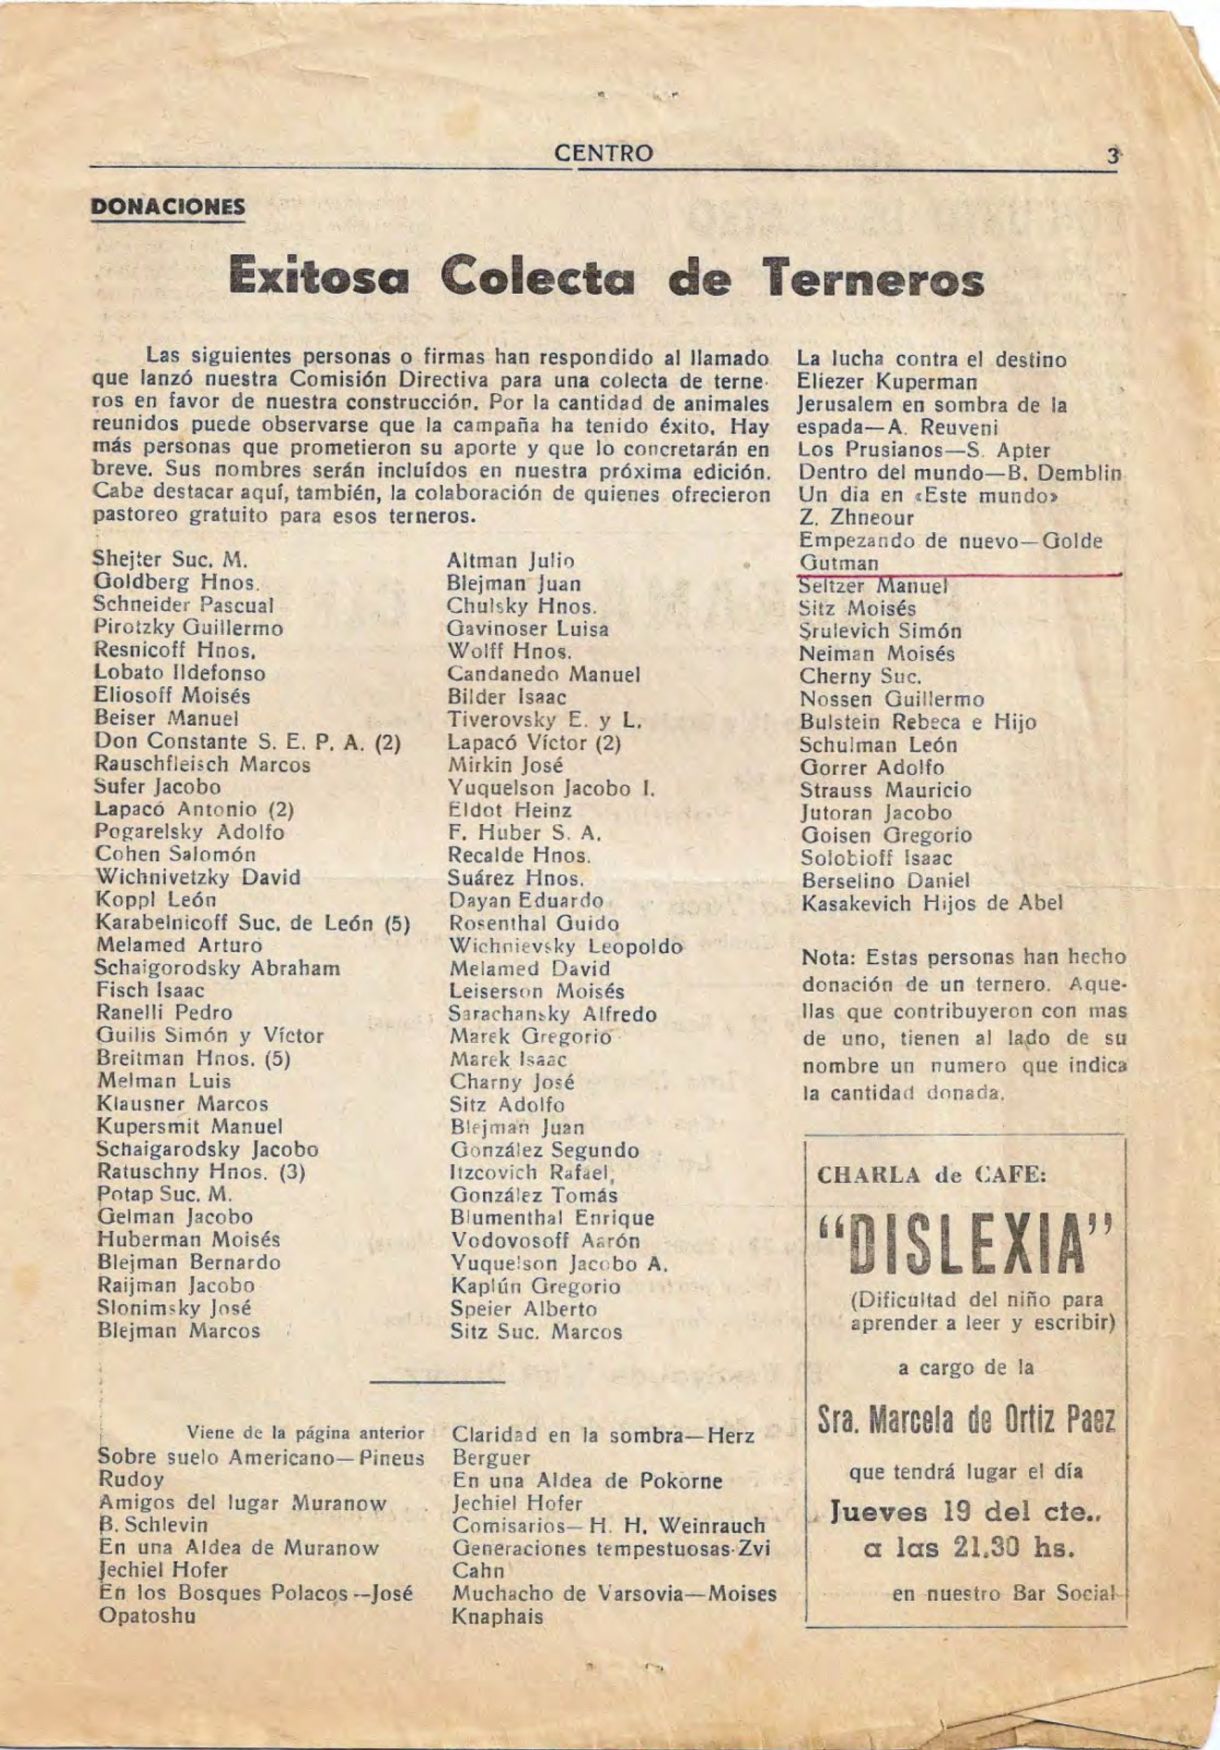 CENTRO
3
DONACIONES
Exitosa Colecta de Terneros
Las siguientes personas o firmas han respondido al llamado
que lanzó nuestra Comisión Directiva para una colecta de terne-
ros en favor de nuestra construcción. Por la cantidad de animales
reunidos puede observarse que la campaña ha tenido éxito. Hay
más personas que prometieron su aporte y que lo concretarán en
breve. Sus nombres serán incluídos en nuestra próxima edición.
Cabe destacar aquí, también, la colaboración de quienes ofrecieron
pastoreo gratuito para esos terneros.
Shejter Suc. M.
Goldberg Hnos.
Schneider Pascual
Pirotzky Guillermo
Resnicoff Hnos.
Lobato Ildefonso
Eliosoff Moisés
Beiser Manuel
Don Constante S. E. P. A. (2)
Rauschfleisch Marcos
Sufer Jacobo
Lapacó Antonio (2)
Pogarelsky Adolfo
Cohen Salomón
Wichnivetzky David
Koppl León
Karabelnicoff Suc. de León (5)
Melamed Arturo
Schaigorodsky Abraham
Fisch Isaac
Ranelli Pedro
Guilis Simón y Víctor
Breitman Hnos. (5)
Melman Luis
Klausner Marcos
Kupersmit Manuel
Schaigarodsky Jacobo
Ratuschny Hnos. (3)
Potap Suc. M.
Gelman Jacobo
Huberman Moisés
Blejman Bernardo
Raijman Jacobo
Slonimsky José
Blejman Marcos
Altman Julio
Blejman Juan
Chulsky Hnos.
Gavinoser Luisa
Wolff Hnos.
Candanedo Manuel
Bilder Isaac
Tiverovsky E. y L.
Lapacó Víctor (2)
Mirkin José
Yuquelson Jacobo I.
Eldot Heinz
F. Huber S. A.
Recalde Hnos.
Suárez Hnos.
Dayan Eduardo
Rosenthal Guido
Wichnievsky Leopoldo
Melamed David
Leiserson Moisés
Sarachansky Alfredo
Marek Gregorio
Marek Isaac
Charny José
Sitz Adolfo
Blejman Juan
González Segundo
Itzcovich Rafael,
González Tomás
Blumenthal Enrique
Vodovosoff Aarón
Yuquelson Jacobo A.
Kaplún Gregorio
Speier Alberto
Sitz Suc. Marcos
La lucha contra el destino
Eliezer Kuperman
Jerusalem en sombra de la
espada—A. Reuveni
Los Prusianos—S. Apter
Dentro del mundo—B. Demblin
Un dia en «Este mundo»
Z. Zhneour
Empezando de nuevo—Golde
Gutman
Seltzer Manuel
Sitz Moisés
Srulevich Simón
Neiman Moisés
Cherny Suc.
Nossen Guillermo
Bulstein Rebeca e Hijo
Schulman León
Gorrer Adolfo
Strauss Mauricio
Jutoran Jacobo
Goisen Gregorio
Solobioff Isaac
Berselino Daniel
Kasakevich Hijos de Abel
Nota: Estas personas han hecho
donación de un ternero. Aque-
llas que contribuyeron con mas
de uno, tienen al lado de su
nombre un numero que indica
la cantidad donada.
Viene de la página anterior
Sobre suelo Americano—Pineus
Rudoy
Amigos del lugar Muranow
B. Schlevin
En una Aldea de Muranow
Jechiel Hofer
En los Bosques Polacos—José
Opatoshu
Claridad en la sombra—Herz
Berguer
En una Aldea de Pokorne
Jechiel Hofer
Comisarios—H. H. Weinrauch
Generaciones tempestuosas-Zvi
Cahn
Muchacho de Varsovia—Moises
Knaphais
CHARLA de CAFE:
“DISLEXIA”
(Dificultad del niño para
aprender a leer y escribir)
a cargo de la
Sra. Marcela de Ortiz Paez
que tendrá lugar el día
Jueves 19 del cte..
a las 21.30 hs.
en nuestro Bar Social